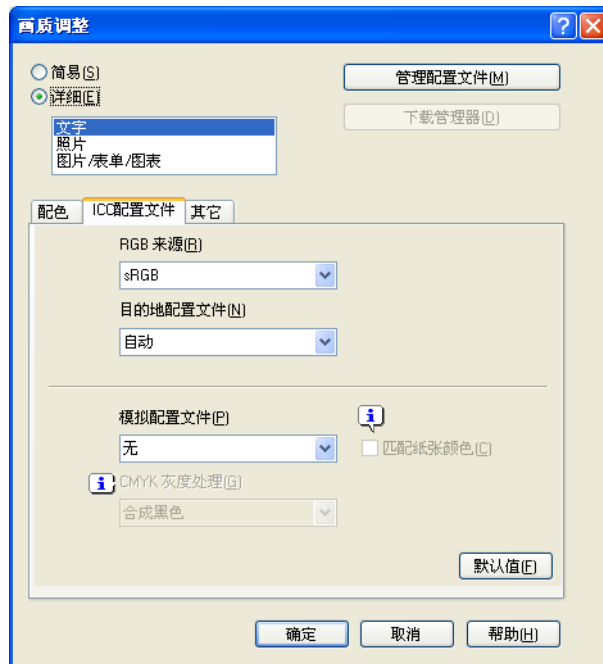 画质调整
简易(S)
管理配置文件(M)
详细(E)
下载管理器(D)
文字
照片
图片/表单/图表
配色 ICC配置文件 其它
RGB 来源(R)
sRGB
目的地配置文件(N)
自动
模拟配置文件(P)
无
匹配纸张颜色(C)
CMYK 灰度处理(G)
合成黑色
默认值(F)
确定 取消 帮助(H)